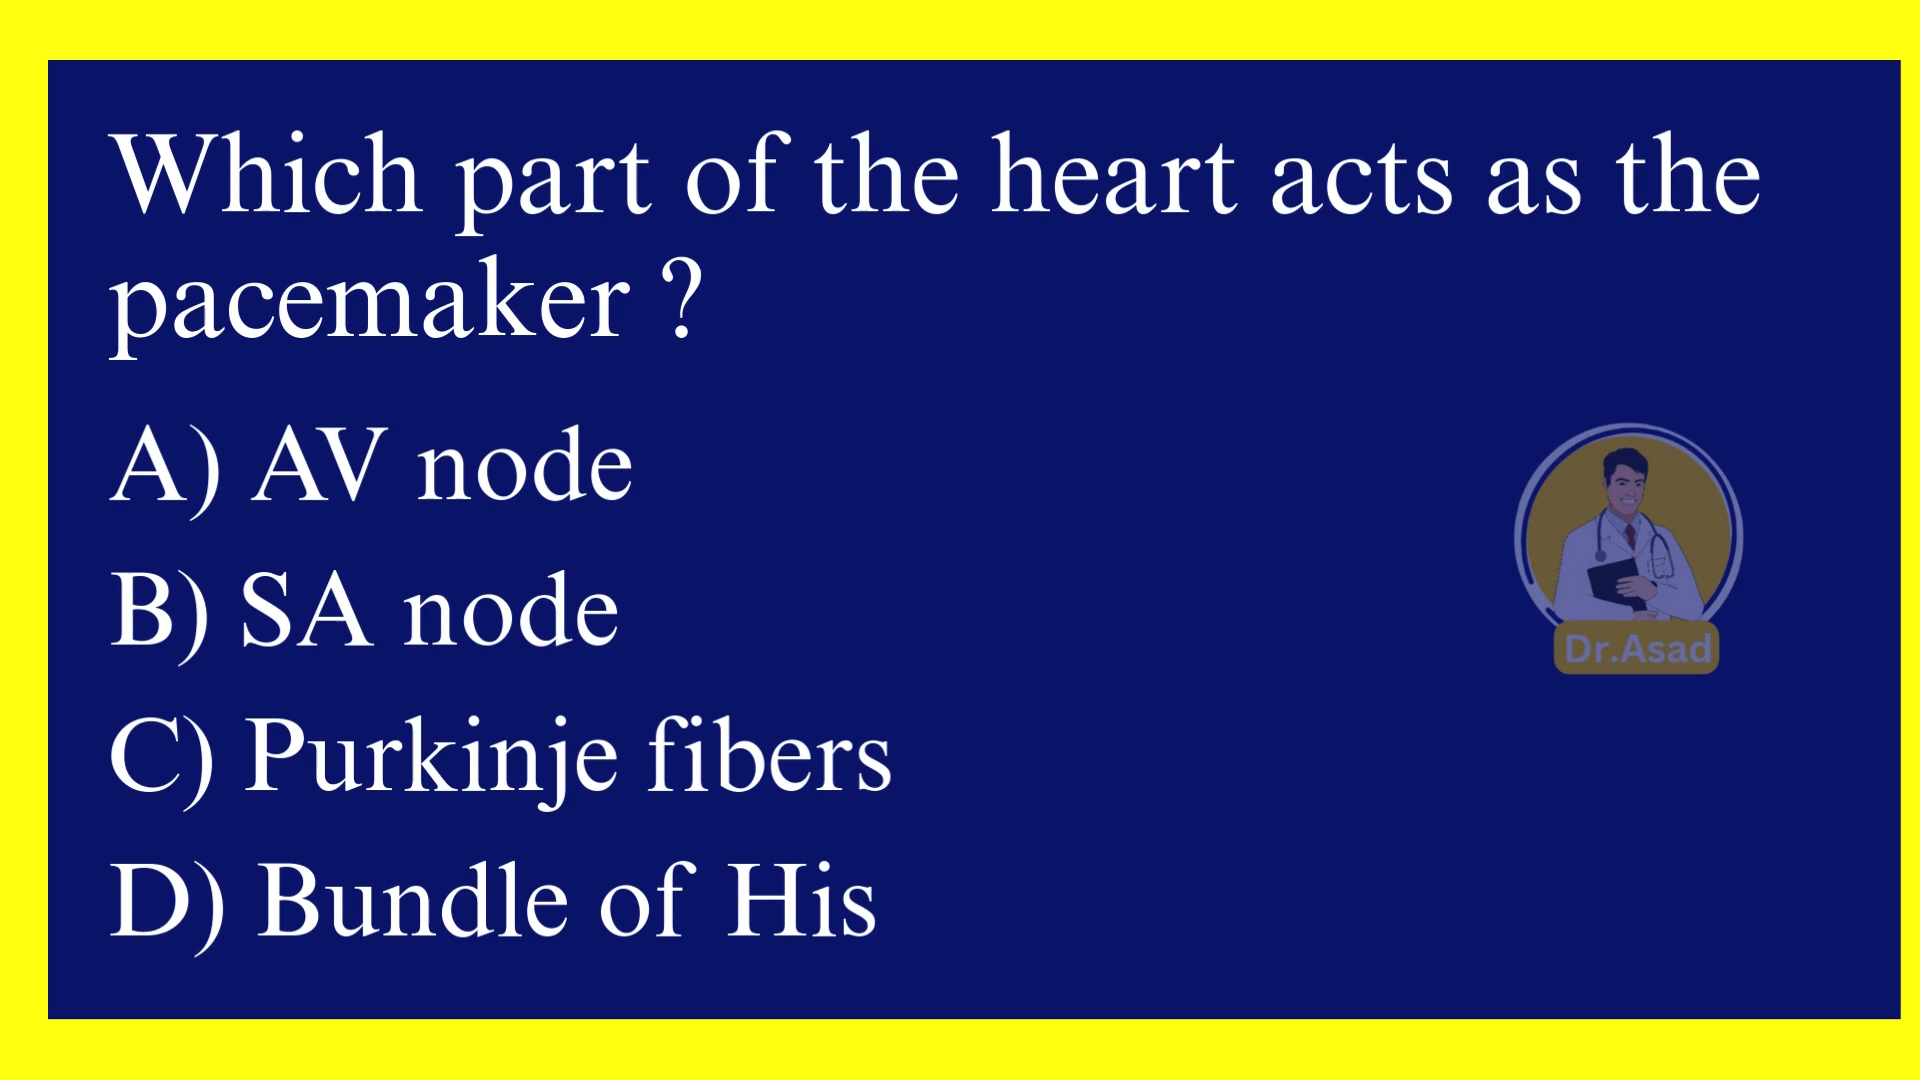 Which part of the heart acts as the
pacemaker ?
A) AV node
B) SA node
C) Purkinje fibers
D) Bundle of His
Dr.Asad